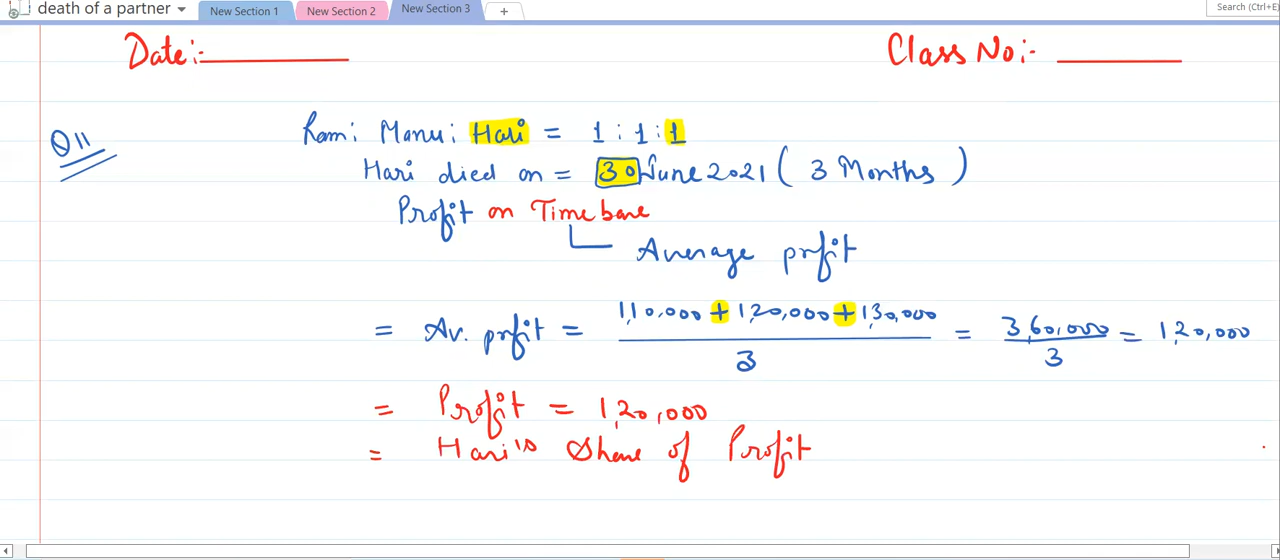 death of a partner New Section 1 New Section 2 New Section 3 + Search (Ctrl+E)
Date:- Class No:-
Q11 Ram: Manu: Hari = 1:1:1
Hari died on = 30 June 2021 (3 Months)
Profit on Time base
Average profit
= Av. profit = 1,10,000 + 1,20,000 + 1,30,000 / 3 = 3,60,000 / 3 = 1,20,000
= Profit = 1,20,000
= Hari's Share of Profit